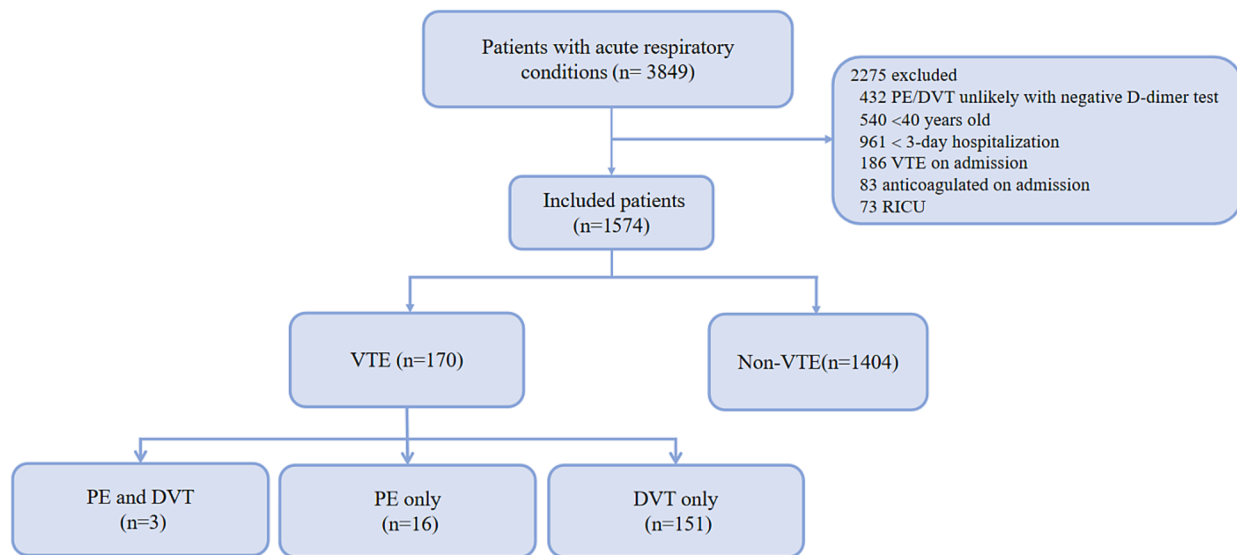 Patients with acute respiratory
conditions (n= 3849)
2275 excluded
432 PE/DVT unlikely with negative D-dimer test
540 <40 years old
961 < 3-day hospitalization
186 VTE on admission
83 anticoagulated on admission
73 RICU
Included patients
(n=1574)
VTE (n=170)
Non-VTE(n=1404)
PE and DVT
(n=3)
PE only
(n=16)
DVT only
(n=151)